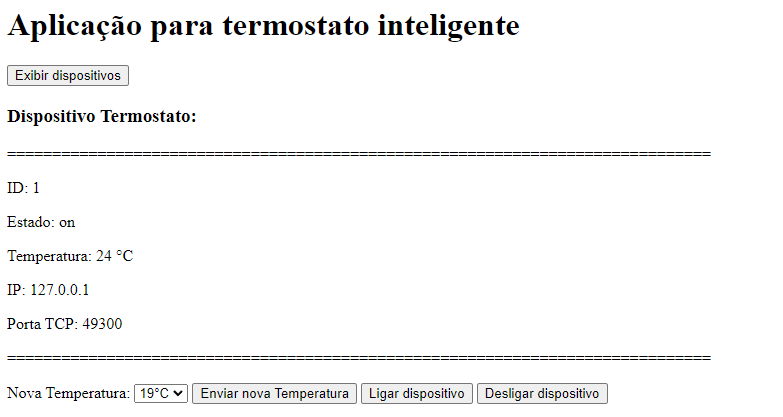 Aplicação para termostato inteligente
Exibir dispositivos
Dispositivo Termostato:
================================================================================
ID: 1
Estado: on
Temperatura: 24 °C
IP: 127.0.0.1
Porta TCP: 49300
================================================================================
Nova Temperatura: 19°C Enviar nova Temperatura Ligar dispositivo Desligar dispositivo